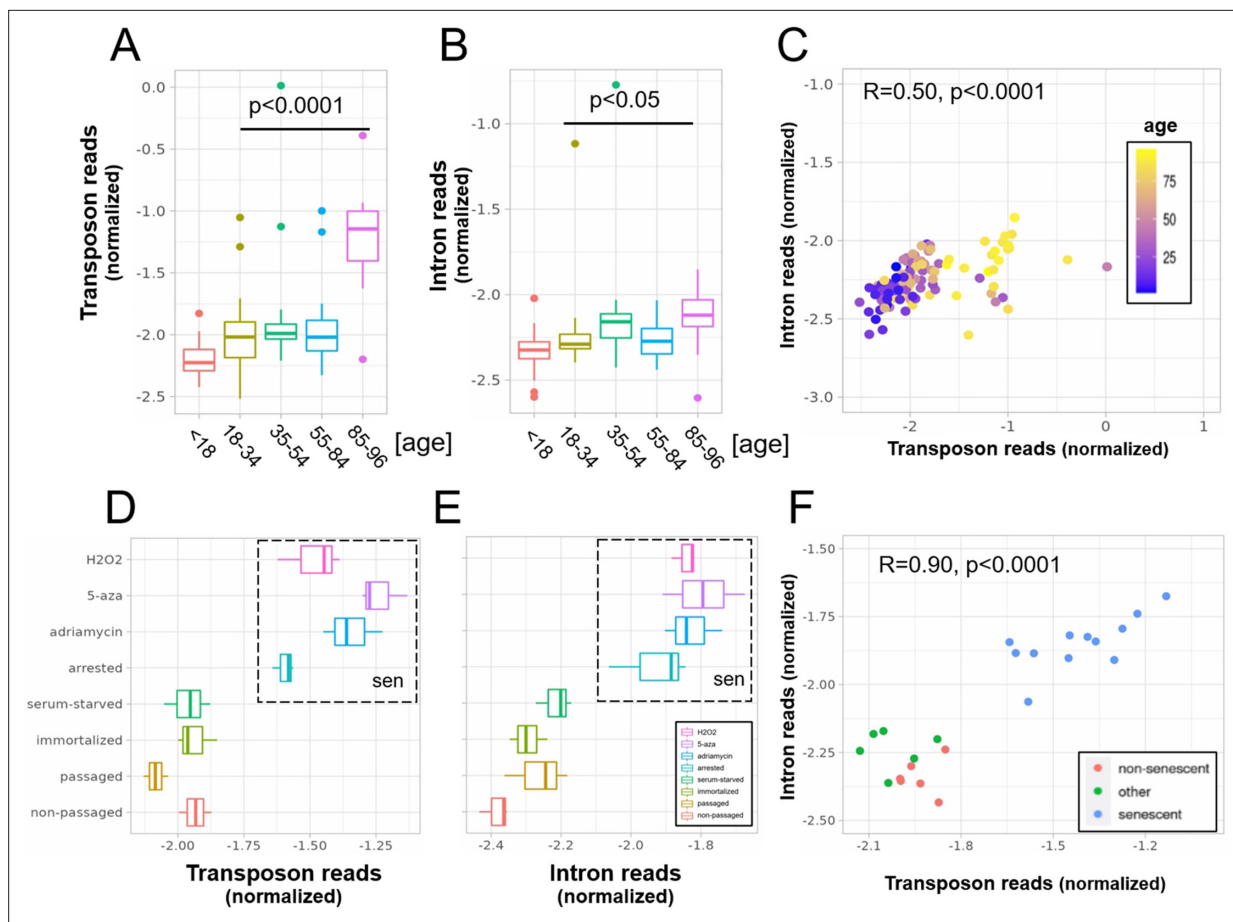 A
Transposon reads
(normalized)
0.0
-0.5
-1.0
-1.5
-2.0
-2.5
p<0.0001
<18
18-34
35-54
55-84
85-96
[age]
B
Intron reads
(normalized)
-1.0
-1.5
-2.0
-2.5
p<0.05
<18
18-34
35-54
55-84
85-96
[age]
C
Intron reads (normalized)
-1.0
-1.5
-2.0
-2.5
-3.0
R=0.50, p<0.0001
age
75
50
25
-2
-1
0
1
Transposon reads (normalized)
D
H2O2
5-aza
adriamycin
arrested
serum-starved
immortalized
passaged
non-passaged
sen
-2.00
-1.75
-1.50
-1.25
Transposon reads
(normalized)
E
sen
H2O2
5-aza
adriamycin
arrested
serum-starved
immortalized
passaged
non-passaged
-2.4
-2.2
-2.0
-1.8
Intron reads
(normalized)
F
Intron reads (normalized)
-1.50
-1.75
-2.00
-2.25
-2.50
R=0.90, p<0.0001
non-senescent
other
senescent
-2.1
-1.8
-1.5
-1.2
Transposon reads (normalized)